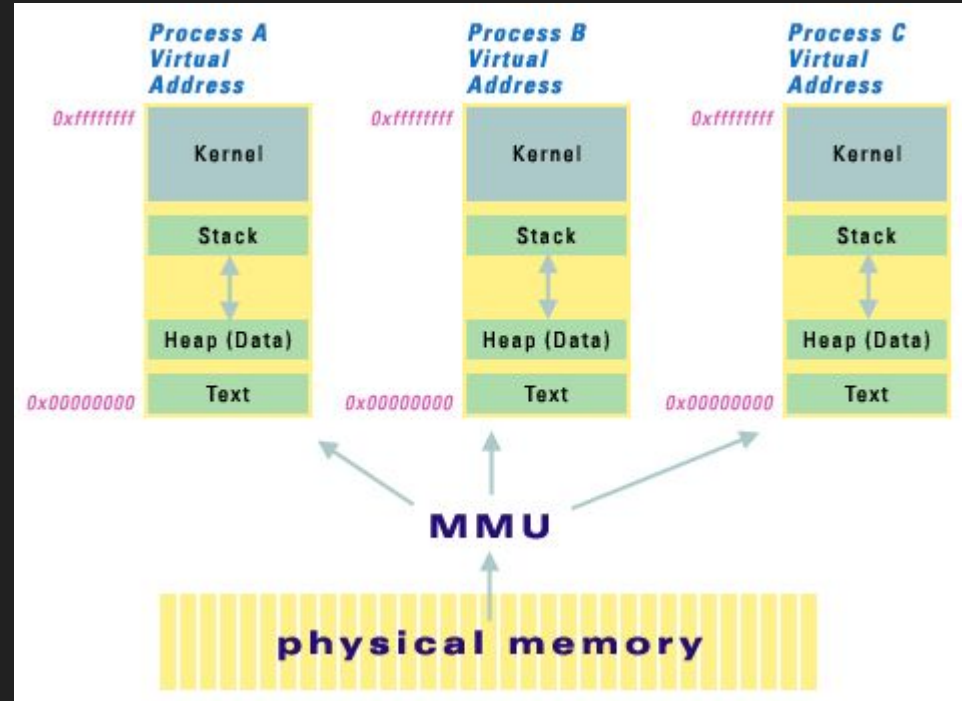 Process A
Virtual
Address
0xffffffff
Kernel
Stack
Heap (Data)
Text
0x00000000
Process B
Virtual
Address
0xffffffff
Kernel
Stack
Heap (Data)
Text
0x00000000
Process C
Virtual
Address
0xffffffff
Kernel
Stack
Heap (Data)
Text
0x00000000
MMU
physical memory